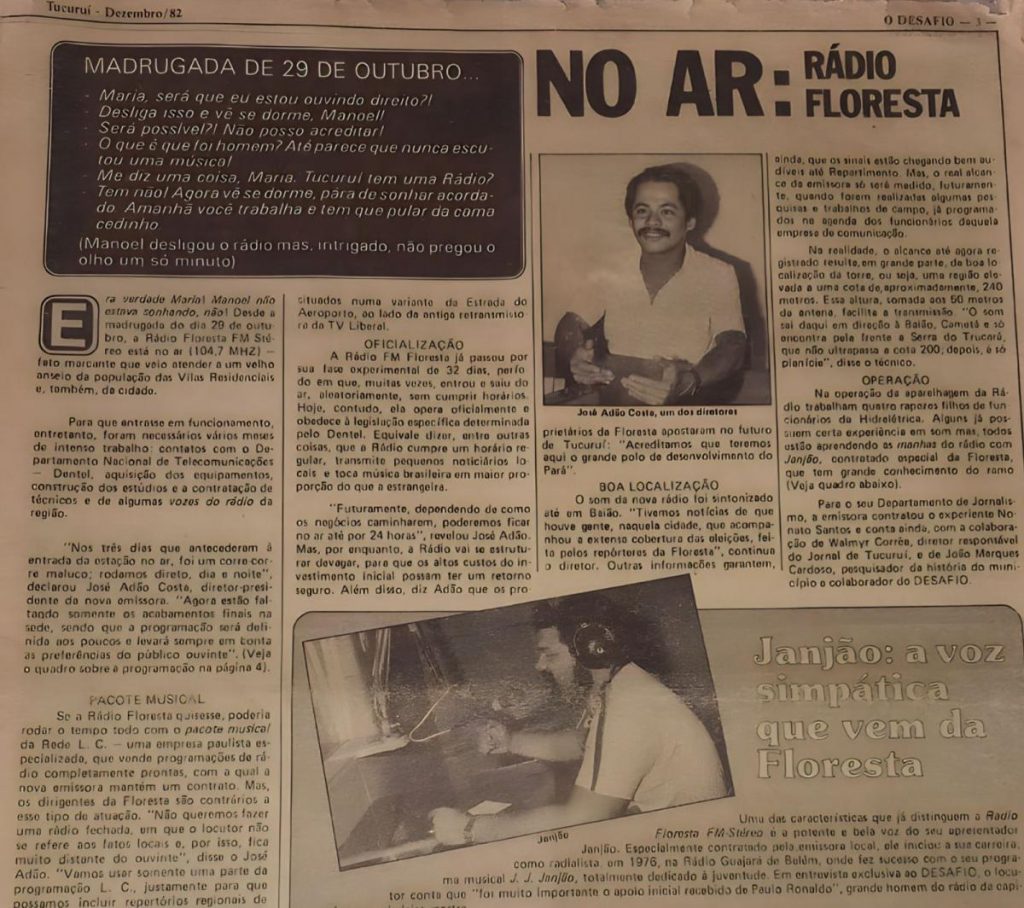 Tucuruí - Dezembro/82
O DESAFIO — 3 —
MADRUGADA DE 29 DE OUTUBRO...
- Maria, será que eu estou ouvindo direito?!
- Desliga isso e vê se dorme, Manoel!
- Será possível?! Não posso acreditar!
- O que é que foi homem? Até parece que nunca escu-
tou uma música!
- Me diz uma coisa, Maria. Tucuruí tem uma Rádio?
- Tem não! Agora vê se dorme, pára de sonhar acorda-
do. Amanhã você trabalha e tem que pular da cama
cedinho
(Manoel desligou o rádio mas, intrigado, não pregou o
olho um só minuto)
NO AR: RÁDIO
FLORESTA
Era verdade Maria! Manoel não
estava sonhando, não! Desde a
madrugada do dia 29 de outu-
bro, a Rádio Floresta FM Sté-
reo está no ar (104,7 MHZ) —
fato marcante que veio atender a um velho
anseio da população das Vilas Residenciais
e, também, da cidade.
Para que entrasse em funcionamento,
entretanto, foram necessários vários meses
de intenso trabalho: contatos com o De-
partamento Nacional de Telecomunicações
— Dentel, aquisição dos equipamentos,
construção dos estúdios e a contratação de
técnicos e de algumas vozes do rádio da
região.
"Nos três dias que antecederam à
entrada da estação no ar, foi um corre-cor-
re maluco; rodamos direto, dia e noite",
declarou José Adão Costa, diretor-presi-
dente da nova emissora. "Agora estão fal-
tando somente os acabamentos finais na
sede, sendo que a programação será defi-
nida aos poucos e levará sempre em conta
as preferências do público ouvinte". (Veja
o quadro sobre a programação na página 4).
PACOTE MUSICAL
Se a Rádio Floresta quisesse, poderia
rodar o tempo todo com o pacote musical
da Rede L. C. — uma empresa paulista es-
pecializada, que vende programações de rá-
dio completamente prontas, com a qual a
nova emissora mantém um contrato. Mas,
os dirigentes da Floresta são contrários a
esse tipo de atuação. "Não queremos fazer
uma rádio fechada, em que o locutor não
se refere aos fatos locais e, por isso, fica
muito distante do ouvinte", disse o José
Adão. "Vamos usar somente uma parte da
programação L. C., justamente para que
possamos incluir repertórios regionais de
situados numa variante da Estrada do
Aeroporto, ao lado da antiga retransmisso
ra da TV Liberal.
OFICIALIZAÇÃO
A Rádio FM Floresta já passou por
sua fase experimental de 32 dias, perío-
do em que, muitas vezes, entrou e saiu do
ar, aleatoriamente, sem cumprir horários.
Hoje, contudo, ela opera oficialmente e
obedece à legislação específica determinada
pelo Dentel. Equivale dizer, entre outras
coisas, que a Rádio cumpre um horário re-
gular, transmite pequenos noticiários lo-
cais e toca música brasileira em maior pro-
porção do que a estrangeira.
"Futuramente, dependendo de como
os negócios caminharem, poderemos ficar
no ar até por 24 horas", revelou José Adão.
Mas, por enquanto, a Rádio vai se estrutu-
rar devagar, para que os altos custos do in-
vestimento inicial possam ter um retorno
seguro. Além disso, diz Adão que os pro-
José Adão Costa, um dos diretores
prietários da Floresta apostaram no futuro
de Tucuruí: "Acreditamos que teremos
aqui o grande polo de desenvolvimento do
Pará".
BOA LOCALIZAÇÃO
O som da nova rádio foi sintonizado
até em Baião. "Tivemos notícias de que
houve gente, naquela cidade, que acompa-
nhou a extensa cobertura das eleições, fei-
ta pelos repórteres da Floresta", continua
o diretor. Outras informações garantem,
ainda, que os sinais estão chegando bem au-
díveis até Repartimento. Mas, o real alcan-
ce da emissora só será medido, futuramen-
te, quando forem realizadas algumas pes-
quisas e trabalhos de campo, já programa-
dos na agenda dos funcionários daquela
empresa de comunicação.
Na realidade, o alcance até agora re-
gistrado resulta, em grande parte, da boa lo-
calização da torre, ou seja, uma região ele-
vada a uma cota de, aproximadamente, 240
metros. Essa altura, somada aos 60 metros
da antena, facilita a transmissão. "O som
sai daqui em direção à Baião, Cametá e só
encontra pela frente a Serra do Trucará,
que não ultrapassa a cota 200, depois, é só
planície", disse o técnico.
OPERAÇÃO
Na operação da aparelhagem da Rá-
dio trabalham quatro rapazes filhos de fun-
cionários da Hidrelétrica. Alguns já pos-
suem certa experiência em som mas, todos
estão aprendendo as manhas do rádio com
Janjão, contratado especial da Floresta,
que tem grande conhecimento do ramo
(Veja quadro abaixo).
Para o seu Departamento de Jornalis-
mo, a emissora contratou o experiente No-
nato Santos e conta ainda, com a colabora-
ção de Walmyr Corrêa, diretor responsável
do Jornal de Tucuruí, e de João Marques
Cardoso, pesquisador da história do muni-
cípio e colaborador do DESAFIO.
Janjão: a voz
simpática
que vem da
Floresta
Janjão
Uma das características que já distinguem a Rádio
Floresta FM-Stéreo é a potente e bela voz do seu apresentador
Janjão. Especialmente contratado pela emissora local, ele iniciou a sua carreira,
como radialista, em 1976, na Rádio Guajará de Belém, onde fez sucesso com o seu progra-
ma musical J. J. Janjão, totalmente dedicado à juventude. Em entrevista exclusiva ao DESAFIO, o locu-
tor conta que "foi muito importante o apoio inicial recebido de Paulo Ronaldo", grande homem do rádio da capi-